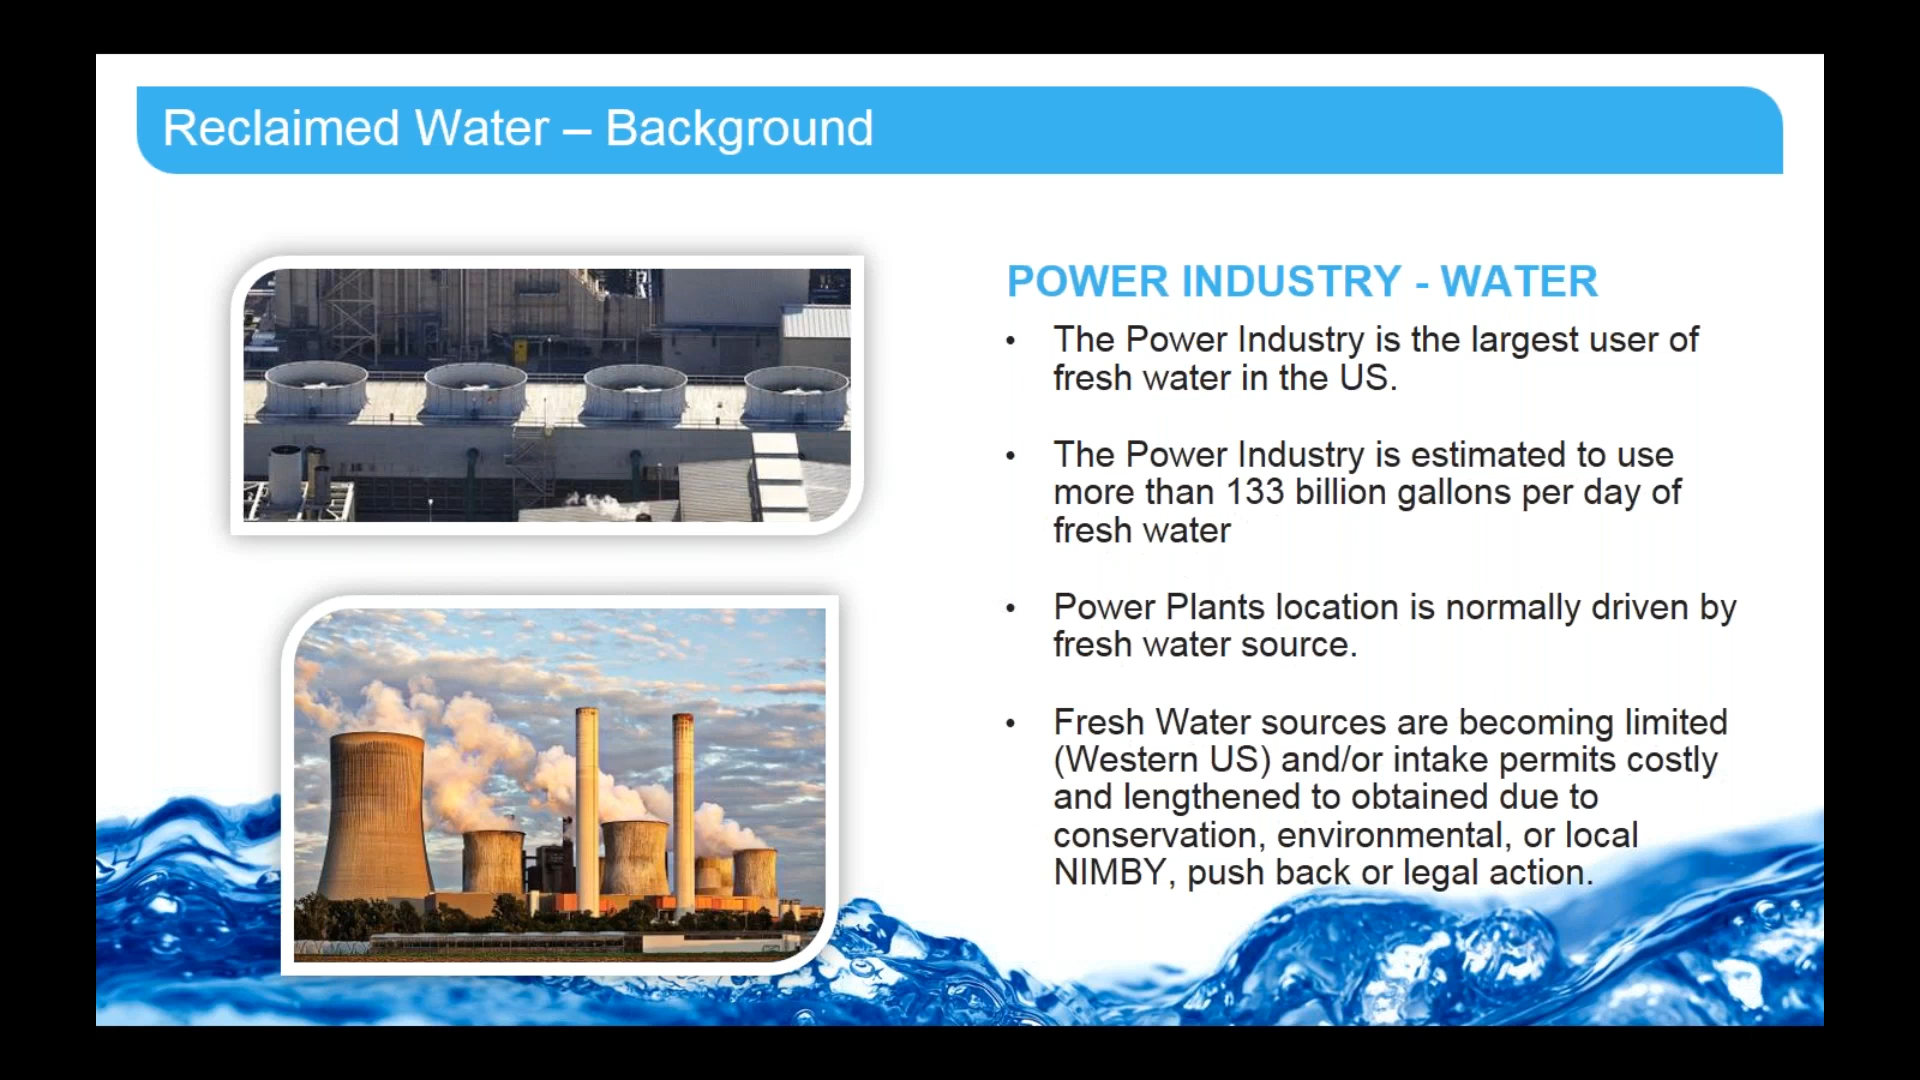 Reclaimed Water – Background
POWER INDUSTRY - WATER
• The Power Industry is the largest user of
fresh water in the US.
• The Power Industry is estimated to use
more than 133 billion gallons per day of
fresh water
• Power Plants location is normally driven by
fresh water source.
• Fresh Water sources are becoming limited
(Western US) and/or intake permits costly
and lengthened to obtained due to
conservation, environmental, or local
NIMBY, push back or legal action.